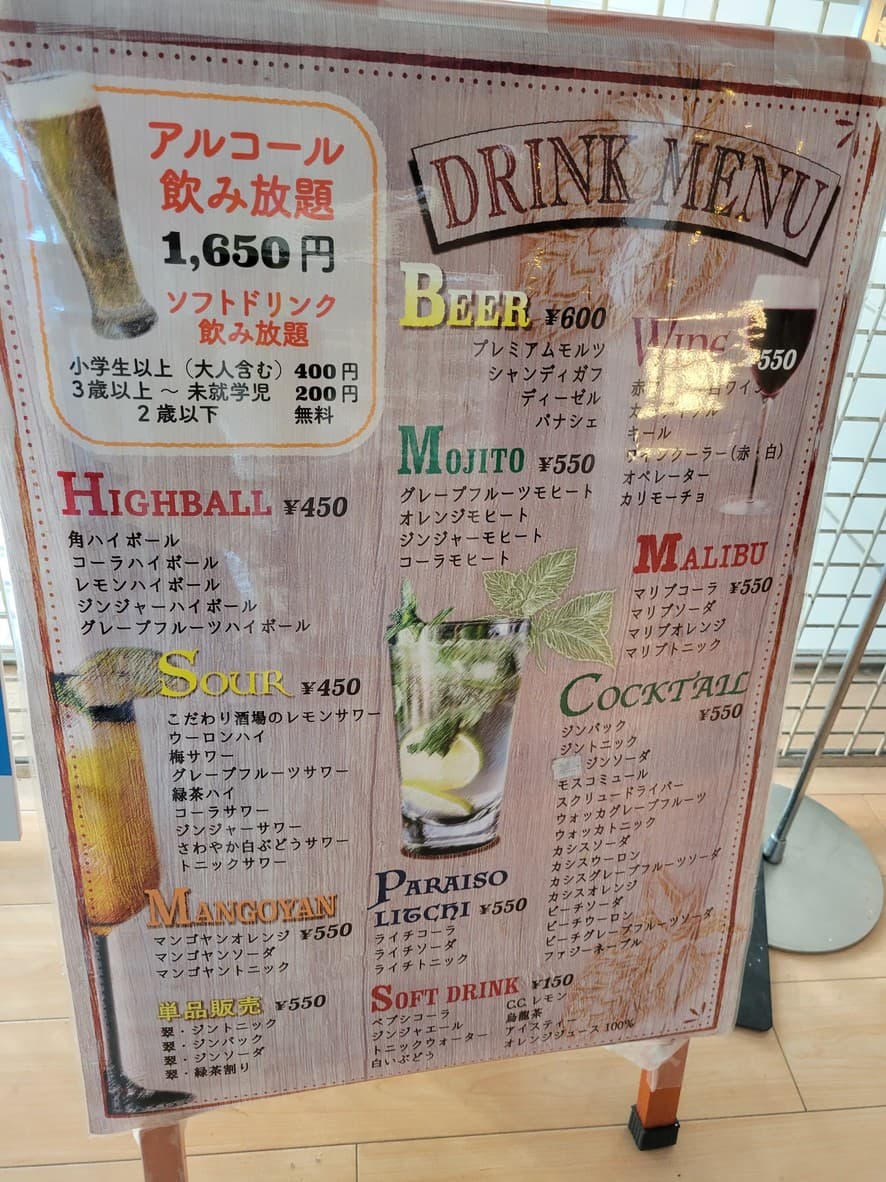 アルコール
飲み放題
1,650円
ソフトドリンク
飲み放題
小学生以上（大人含む）400円
3歳以上～未就学児 200円
2歳以下 無料
DRINK MENU
BEER ¥600
プレミアムモルツ
シャンディガフ
ディーゼル
パナシェ
WINE 550
キール
ワインクーラー(赤・白)
オペレーター
カリモーチョ
HIGHBALL ¥450
角ハイボール
コーラハイボール
レモンハイボール
ジンジャーハイボール
グレープフルーツハイボール
MOJITO ¥550
グレープフルーツモヒート
オレンジモヒート
ジンジャーモヒート
コーラモヒート
MALIBU
マリブコーラ ¥550
マリブソーダ
マリブオレンジ
マリブトニック
SOUR ¥450
こだわり酒場のレモンサワー
ウーロンハイ
梅サワー
グレープフルーツサワー
緑茶ハイ
コーラサワー
ジンジャーサワー
さわやか白ぶどうサワー
トニックサワー
COCKTAIL
¥550
ジンバック
ジントニック
ジンソーダ
モスコミュール
スクリュードライバー
ウォッカグレープフルーツ
ウォッカトニック
カシスソーダ
カシスウーロン
カシスグレープフルーツソーダ
カシスオレンジ
ピーチソーダ
ピーチウーロン
ピーチグレープフルーツソーダ
ファジーネーブル
MANGOYAN
マンゴヤンオレンジ ¥550
マンゴヤンソーダ
マンゴヤントニック
PARAISO
LITCHI ¥550
ライチコーラ
ライチソーダ
ライチトニック
単品販売 ¥550
翠・ジントニック
翠・ジンバック
翠・ジンソーダ
翠・緑茶割り
SOFT DRINK ¥150
ペプシコーラ
ジンジャエール
トニックウォーター
白いぶどう
C.C.レモン
烏龍茶
アイスティー
オレンジジュース 100%